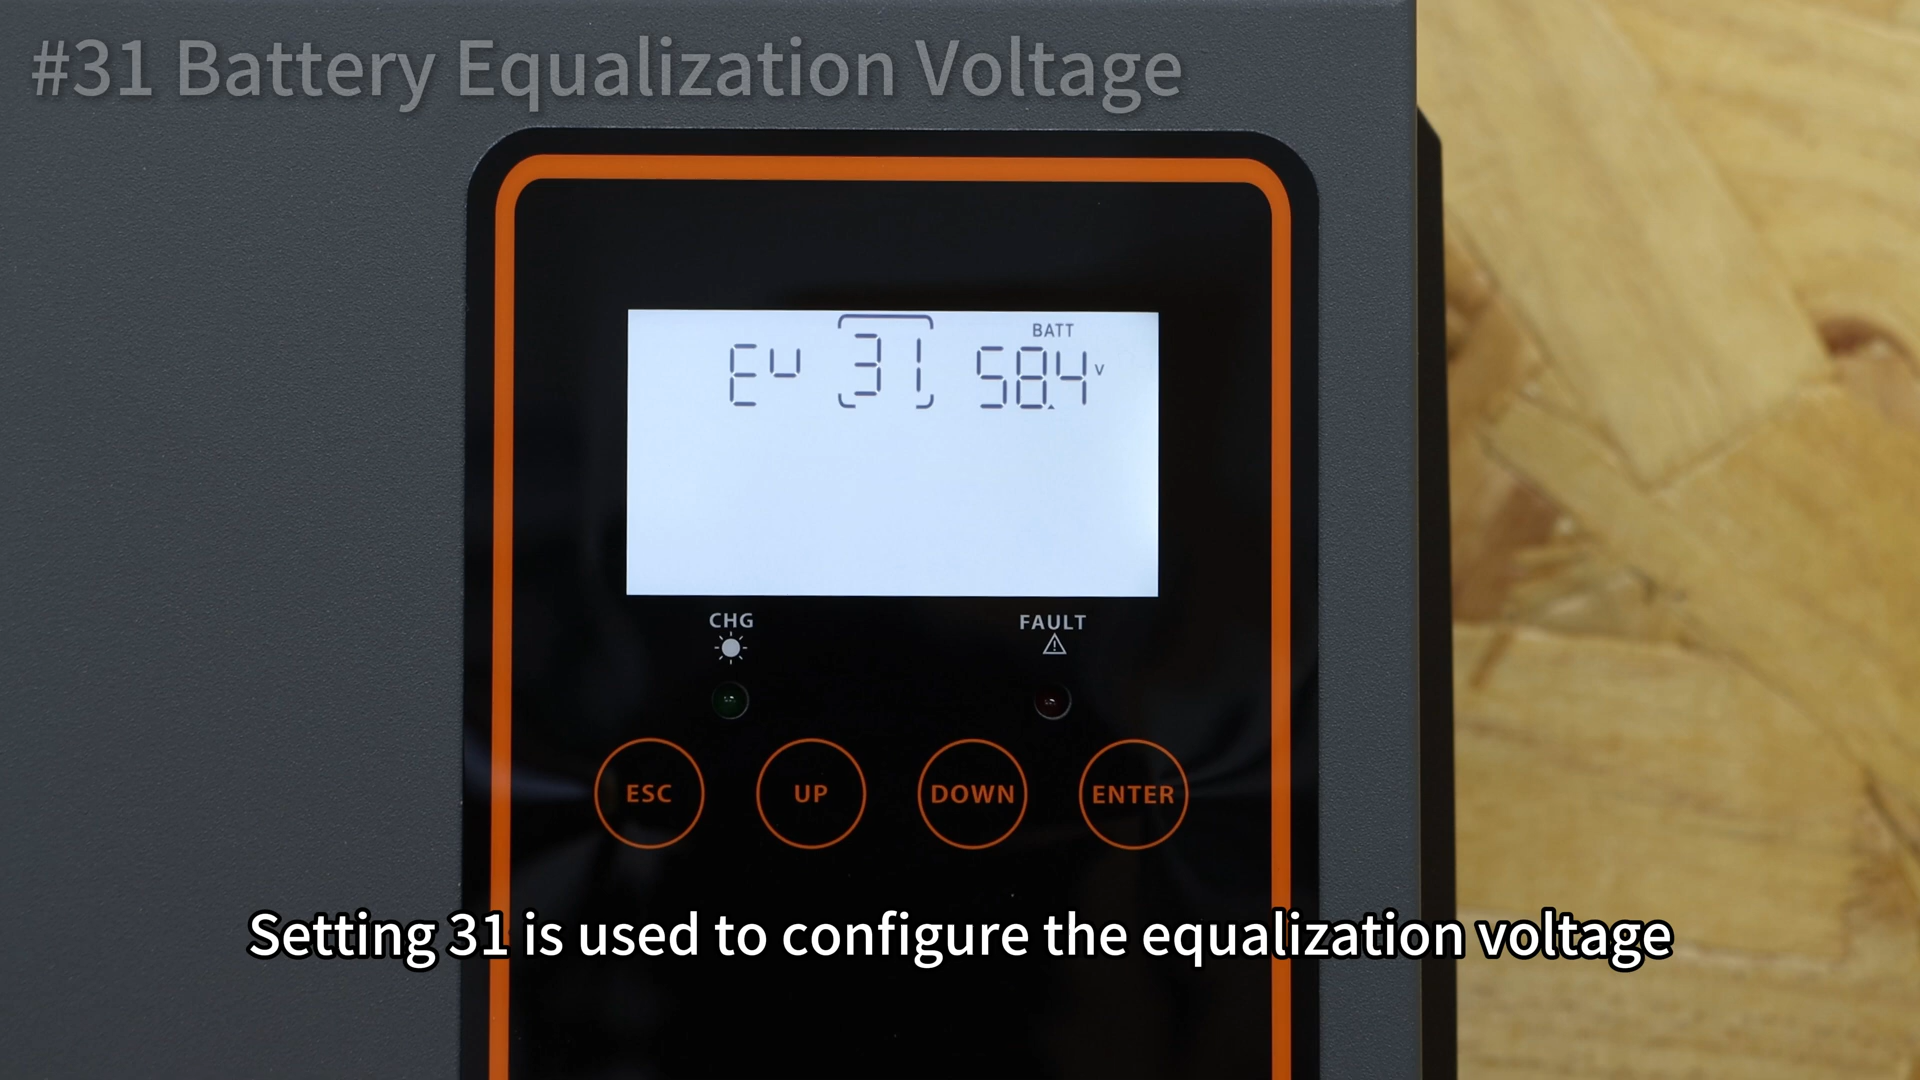 #31 Battery Equalization Voltage
BATT
EU 31 58.4 v
CHG FAULT
ESC UP DOWN ENTER
Setting 31 is used to configure the equalization voltage